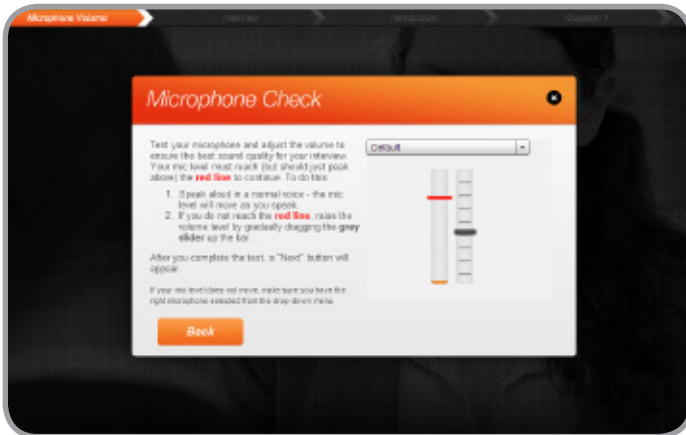 Microphone Volume
Interview
Introduction
Question 1
Microphone Check
Test your microphone and adjust the volume to
ensure the best sound quality for your interview.
Your mic level must reach (but should just peak
above) the red line to continue. To do this:
1. Speak aloud in a normal voice - the mic
level will move as you speak.
2. If you do not reach the red line, raise the
volume level by gradually dragging the grey
slider up the bar.
After you complete the test, a "Next" button will
appear.
If your mic level does not move, make sure you have the
right microphone selected from the drop-down menu.
Default
Back